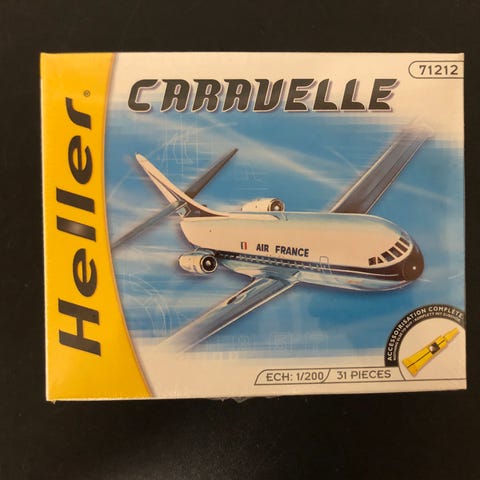 71212
CARAVELLE
Heller®
AIR FRANCE
ACCESSOIRISATION COMPLETE
ECH: 1/200 31 PIECES